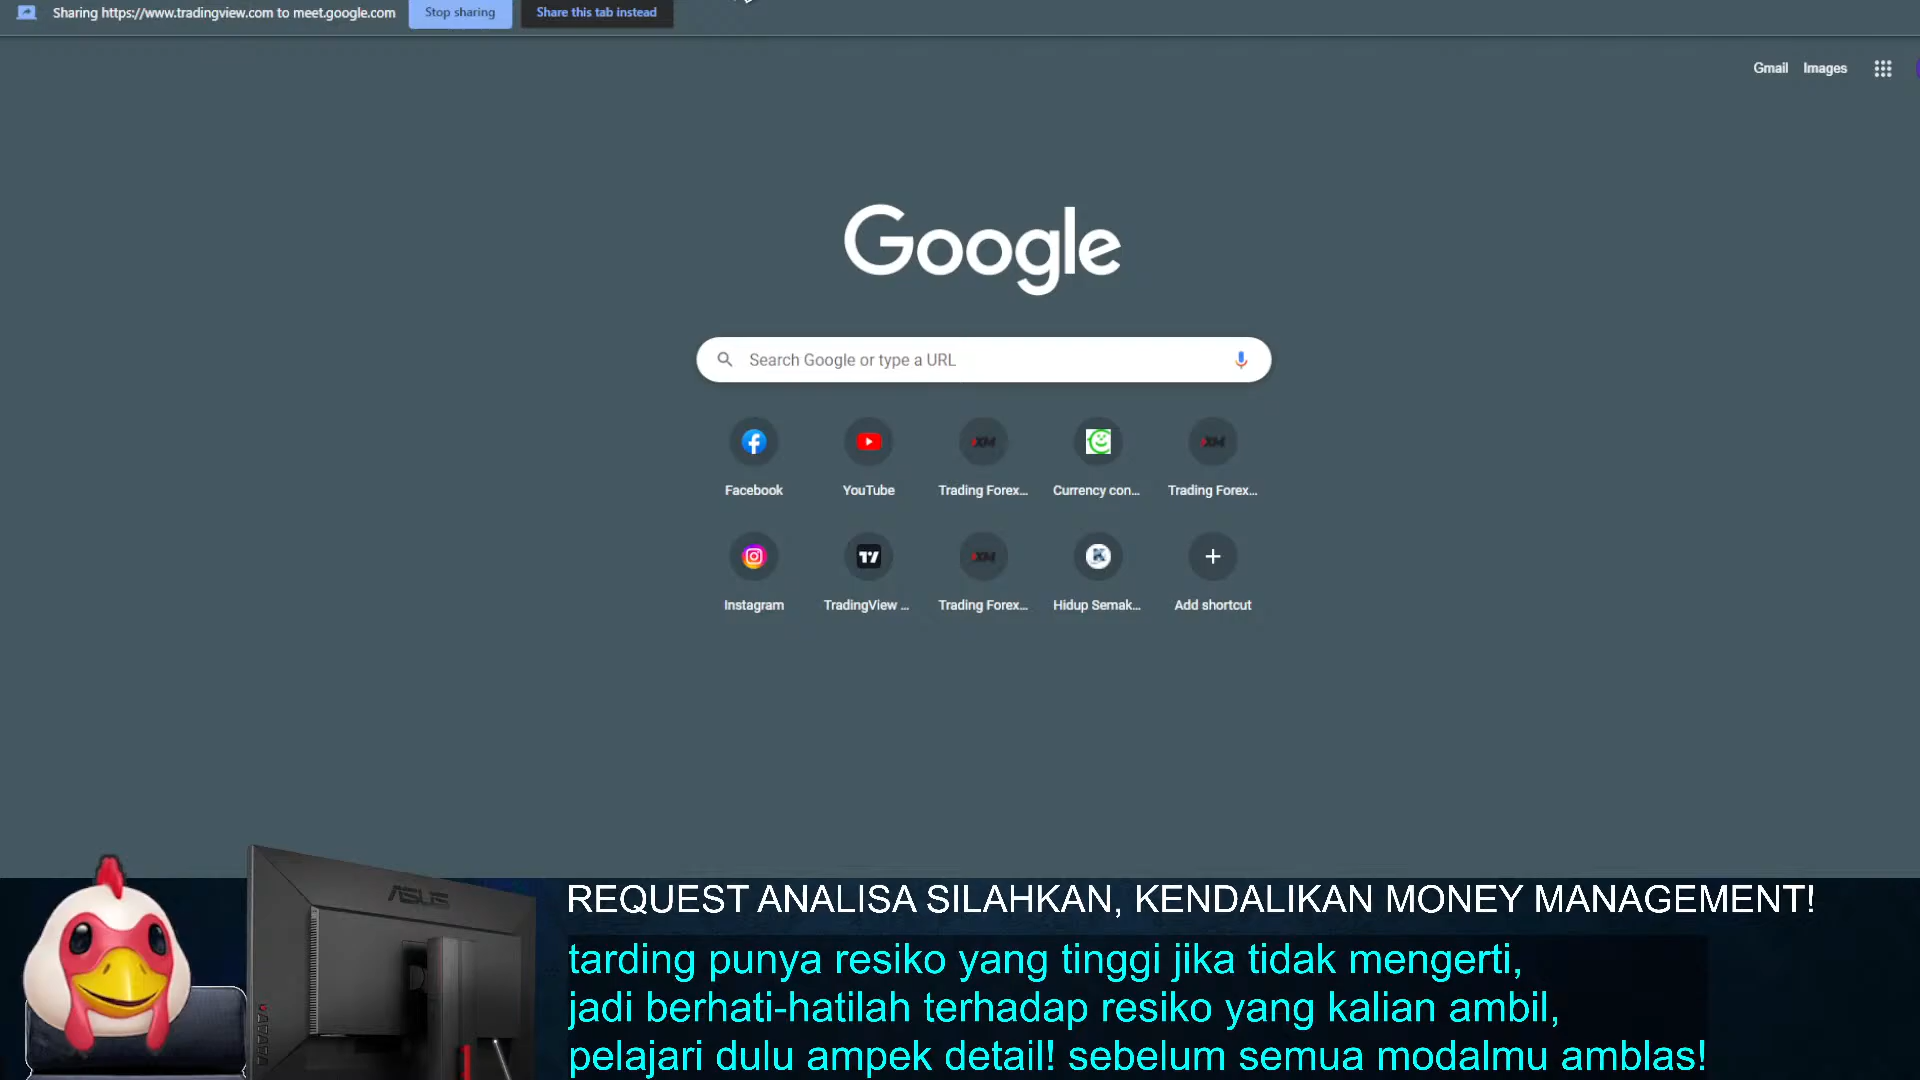 Sharing https://www.tradingview.com to meet.google.com Stop sharing Share this tab instead
Gmail Images
Google
Search Google or type a URL
XM XM
Facebook YouTube Trading Forex... Currency con... Trading Forex...
XM
Instagram TradingView ... Trading Forex... Hidup Semak... Add shortcut
ASUS
REQUEST ANALISA SILAHKAN, KENDALIKAN MONEY MANAGEMENT!
tarding punya resiko yang tinggi jika tidak mengerti,
jadi berhati-hatilah terhadap resiko yang kalian ambil,
pelajari dulu ampek detail! sebelum semua modalmu amblas!